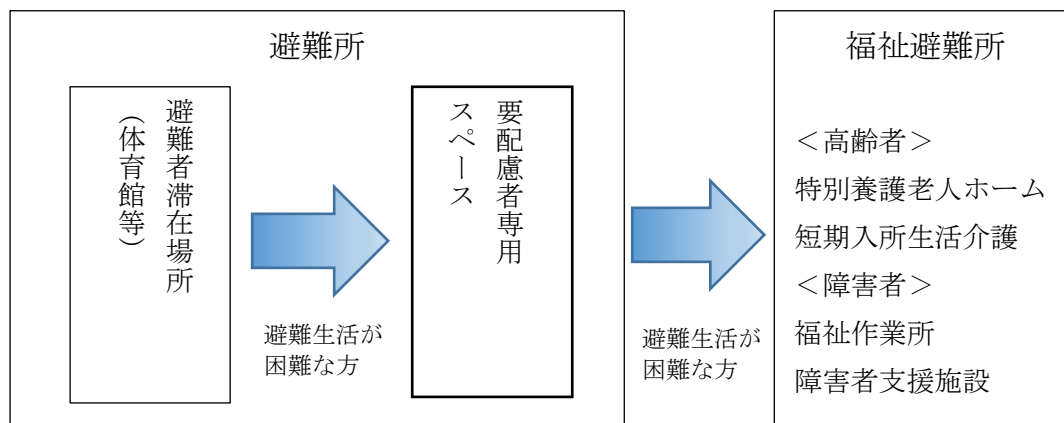 避難所
避難者滞在場所
（体育館等）
避難生活が
困難な方
要配慮者専用
スペース
避難生活が
困難な方
福祉避難所
＜高齢者＞
特別養護老人ホーム
短期入所生活介護
＜障害者＞
福祉作業所
障害者支援施設